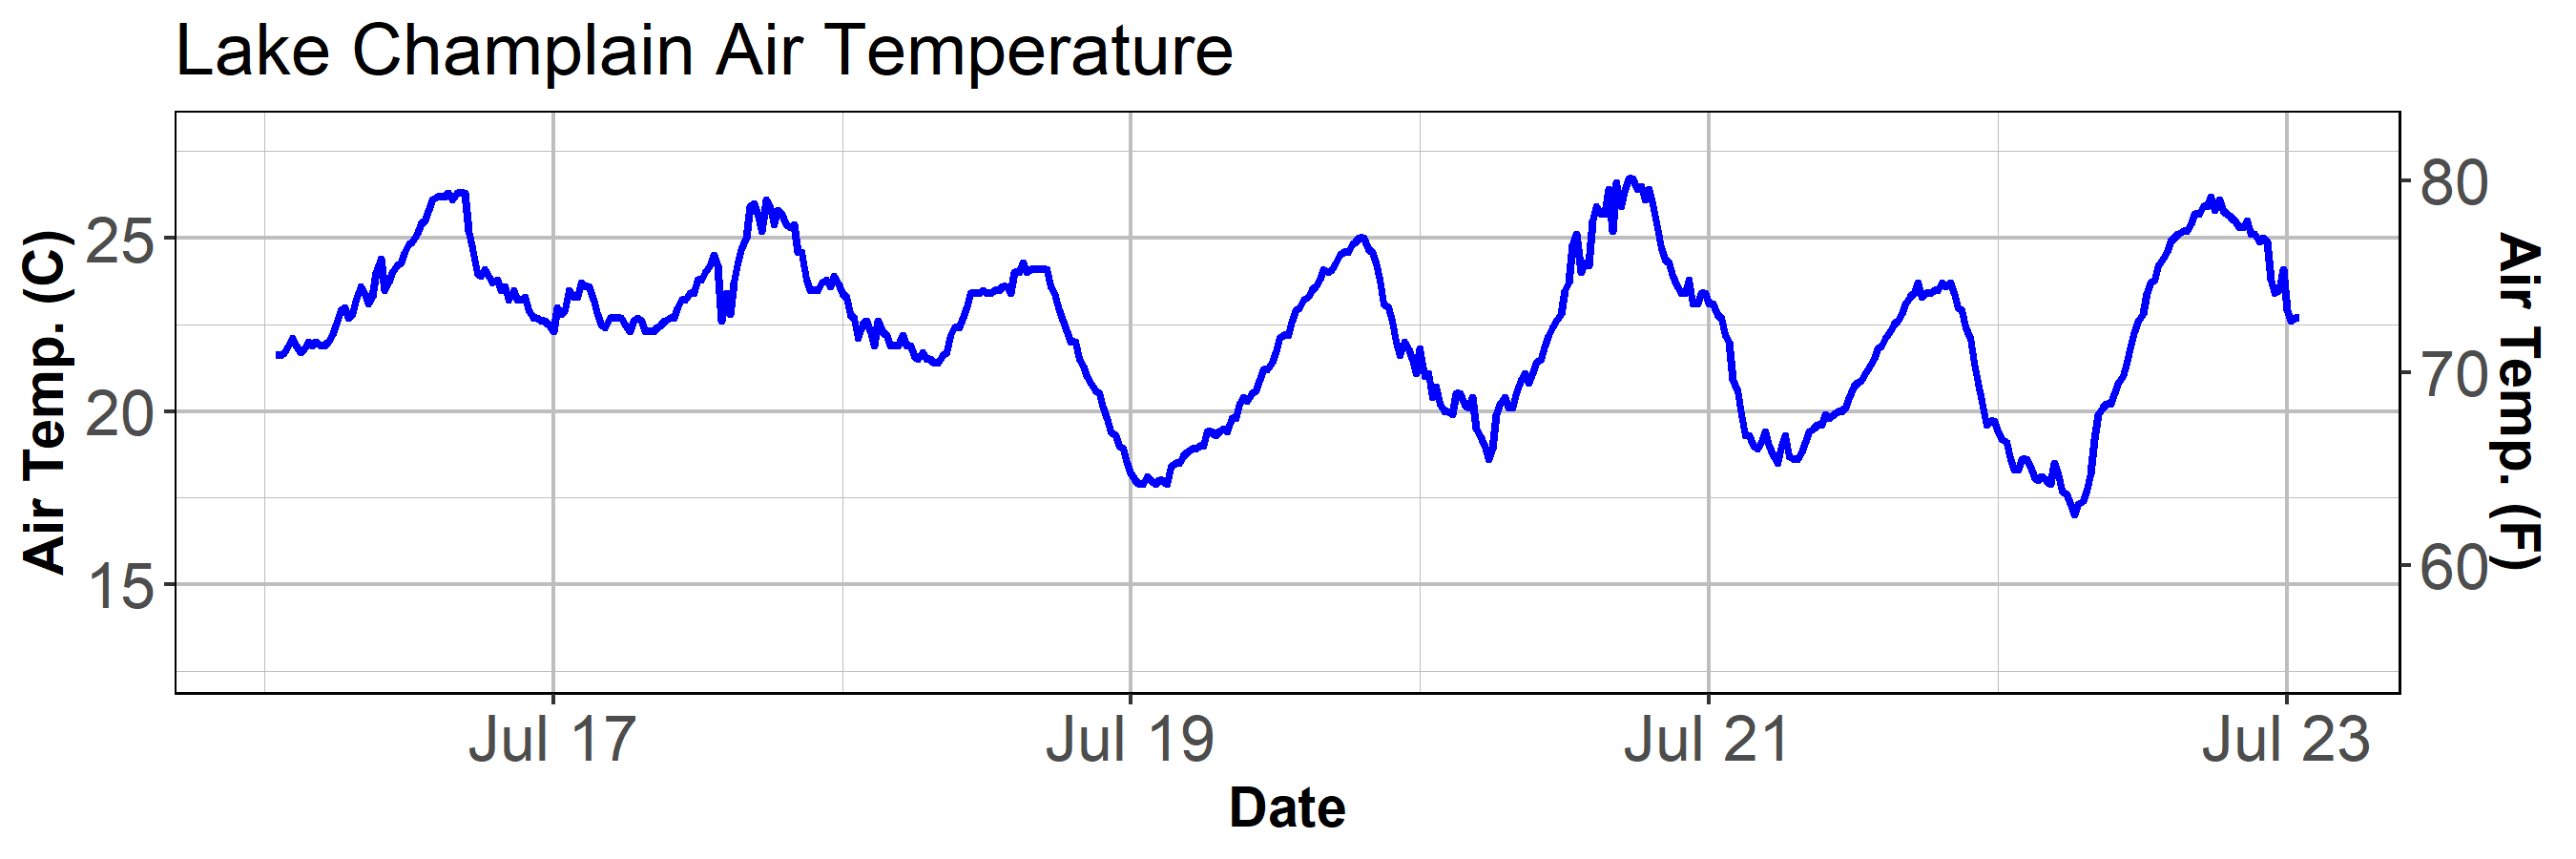 Lake Champlain Air Temperature
Air Temp. (C)
25
20
15
80
70
60
Air Temp. (F)
Jul 17 Jul 19 Jul 21 Jul 23
Date